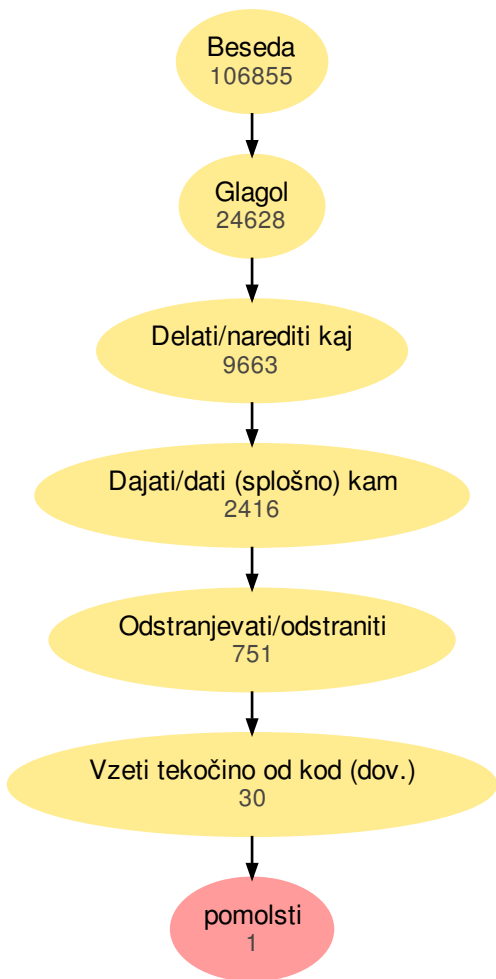 Beseda
106855
Glagol
24628
Delati/narediti kaj
9663
Dajati/dati (splošno) kam
2416
Odstranjevati/odstraniti
751
Vzeti tekočino od kod (dov.)
30
pomolsti
1